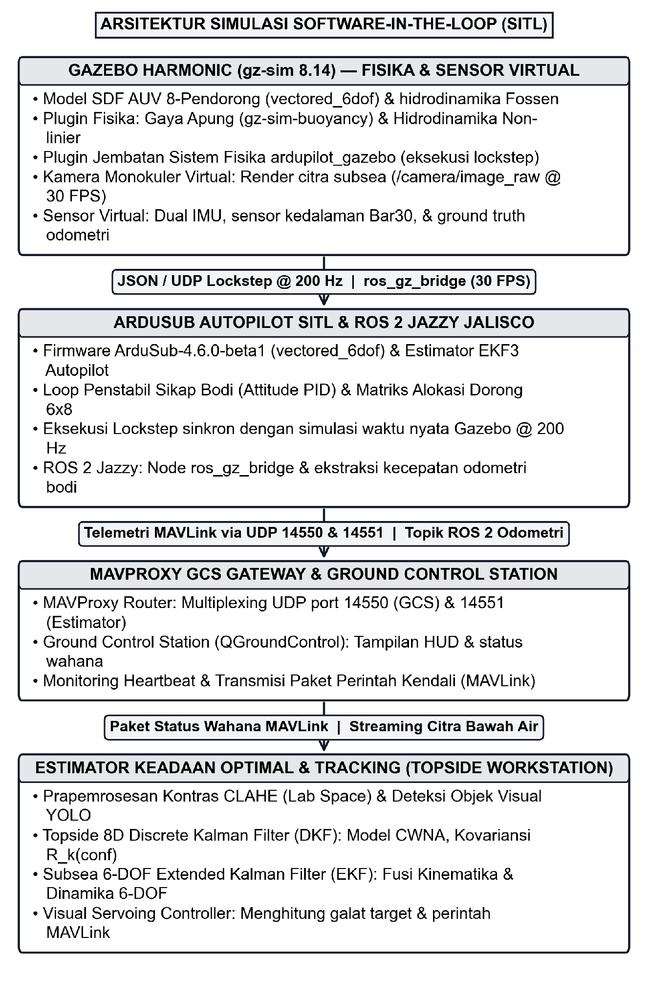 ARSITEKTUR SIMULASI SOFTWARE-IN-THE-LOOP (SITL)
GAZEBO HARMONIC (gz-sim 8.14) — FISIKA & SENSOR VIRTUAL
• Model SDF AUV 8-Pendorong (vectored_6dof) & hidrodinamika Fossen
• Plugin Fisika: Gaya Apung (gz-sim-buoyancy) & Hidrodinamika Non-
linier
• Plugin Jembatan Sistem Fisika ardupilot_gazebo (eksekusi lockstep)
• Kamera Monokuler Virtual: Render citra subsea (/camera/image_raw @
30 FPS)
• Sensor Virtual: Dual IMU, sensor kedalaman Bar30, & ground truth
odometri
JSON / UDP Lockstep @ 200 Hz | ros_gz_bridge (30 FPS)
ARDUSUB AUTOPILOT SITL & ROS 2 JAZZY JALISCO
• Firmware ArduSub-4.6.0-beta1 (vectored_6dof) & Estimator EKF3
Autopilot
• Loop Penstabil Sikap Bodi (Attitude PID) & Matriks Alokasi Dorong
6x8
• Eksekusi Lockstep sinkron dengan simulasi waktu nyata Gazebo @ 200
Hz
• ROS 2 Jazzy: Node ros_gz_bridge & ekstraksi kecepatan odometri
bodi
Telemetri MAVLink via UDP 14550 & 14551 | Topik ROS 2 Odometri
MAVPROXY GCS GATEWAY & GROUND CONTROL STATION
• MAVProxy Router: Multiplexing UDP port 14550 (GCS) & 14551
(Estimator)
• Ground Control Station (QGroundControl): Tampilan HUD & status
wahana
• Monitoring Heartbeat & Transmisi Paket Perintah Kendali (MAVLink)
Paket Status Wahana MAVLink | Streaming Citra Bawah Air
ESTIMATOR KEADAAN OPTIMAL & TRACKING (TOPSIDE WORKSTATION)
• Prapemrosesan Kontras CLAHE (Lab Space) & Deteksi Objek Visual
YOLO
• Topside 8D Discrete Kalman Filter (DKF): Model CWNA, Kovariansi
R_k(conf)
• Subsea 6-DOF Extended Kalman Filter (EKF): Fusi Kinematika &
Dinamika 6-DOF
• Visual Servoing Controller: Menghitung galat target & perintah
MAVLink